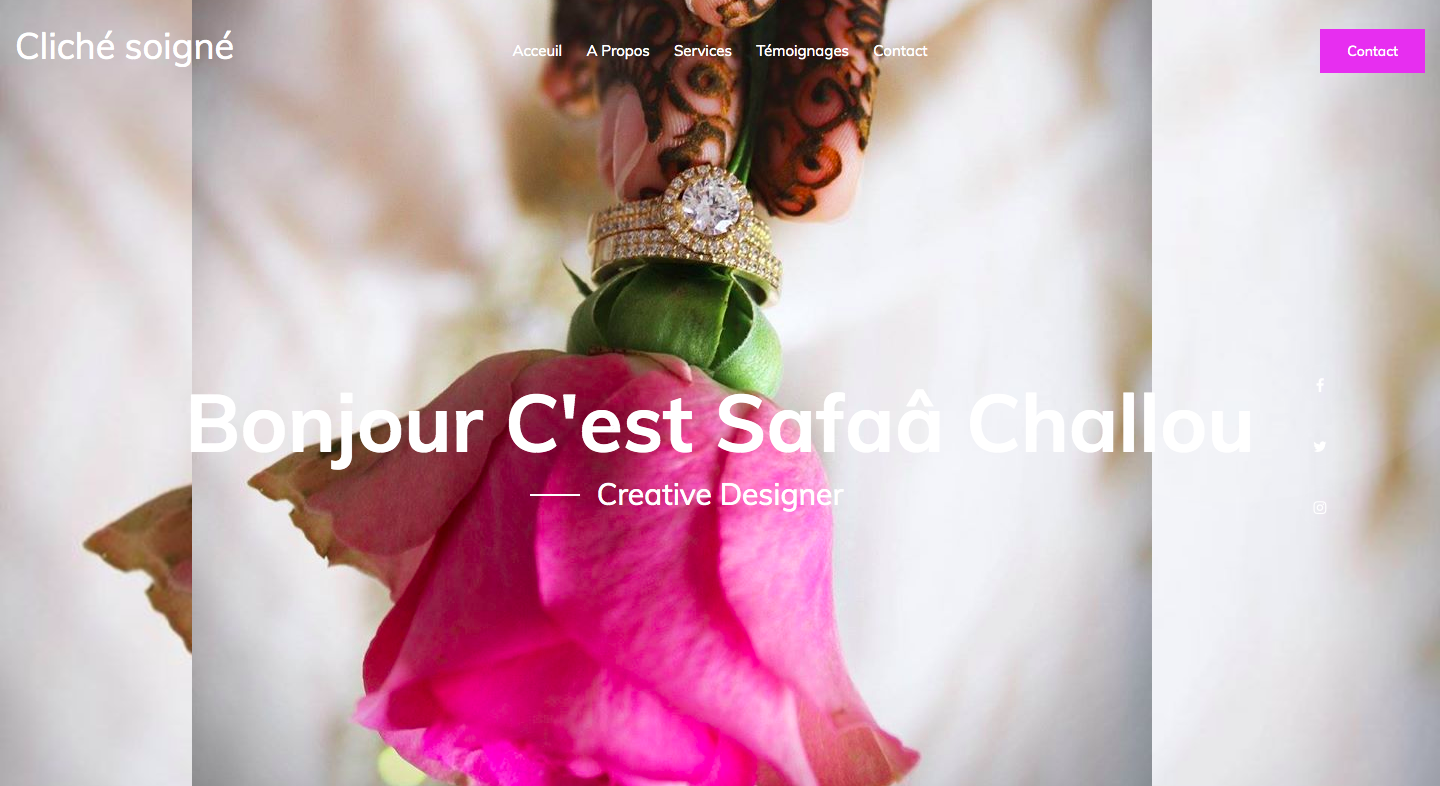 Cliché soigné
Acceuil A Propos Services Témoignages Contact
Contact
Bonjour C'est Safaâ Challou
Creative Designer